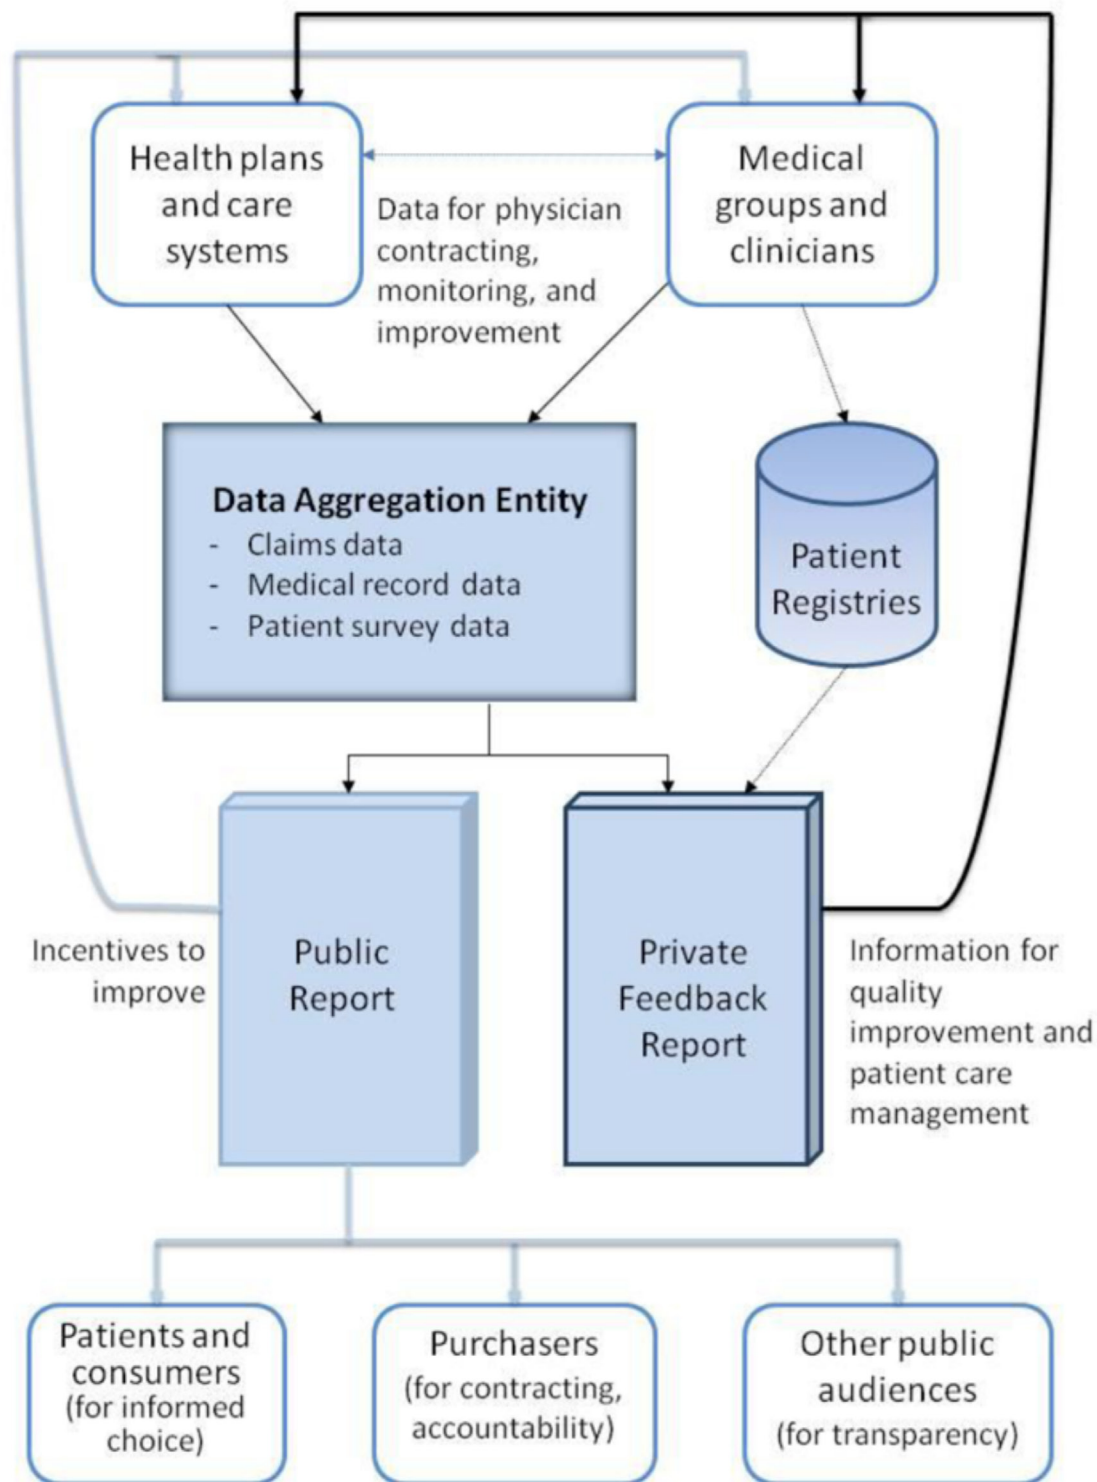 Health plans
and care
systems
Medical
groups and
clinicians
Data for physician
contracting,
monitoring, and
improvement
Data Aggregation Entity
- Claims data
- Medical record data
- Patient survey data
Patient
Registries
Incentives to
improve
Public
Report
Private
Feedback
Report
Information for
quality
improvement and
patient care
management
Patients and
consumers
(for informed
choice)
Purchasers
(for contracting,
accountability)
Other public
audiences
(for transparency)